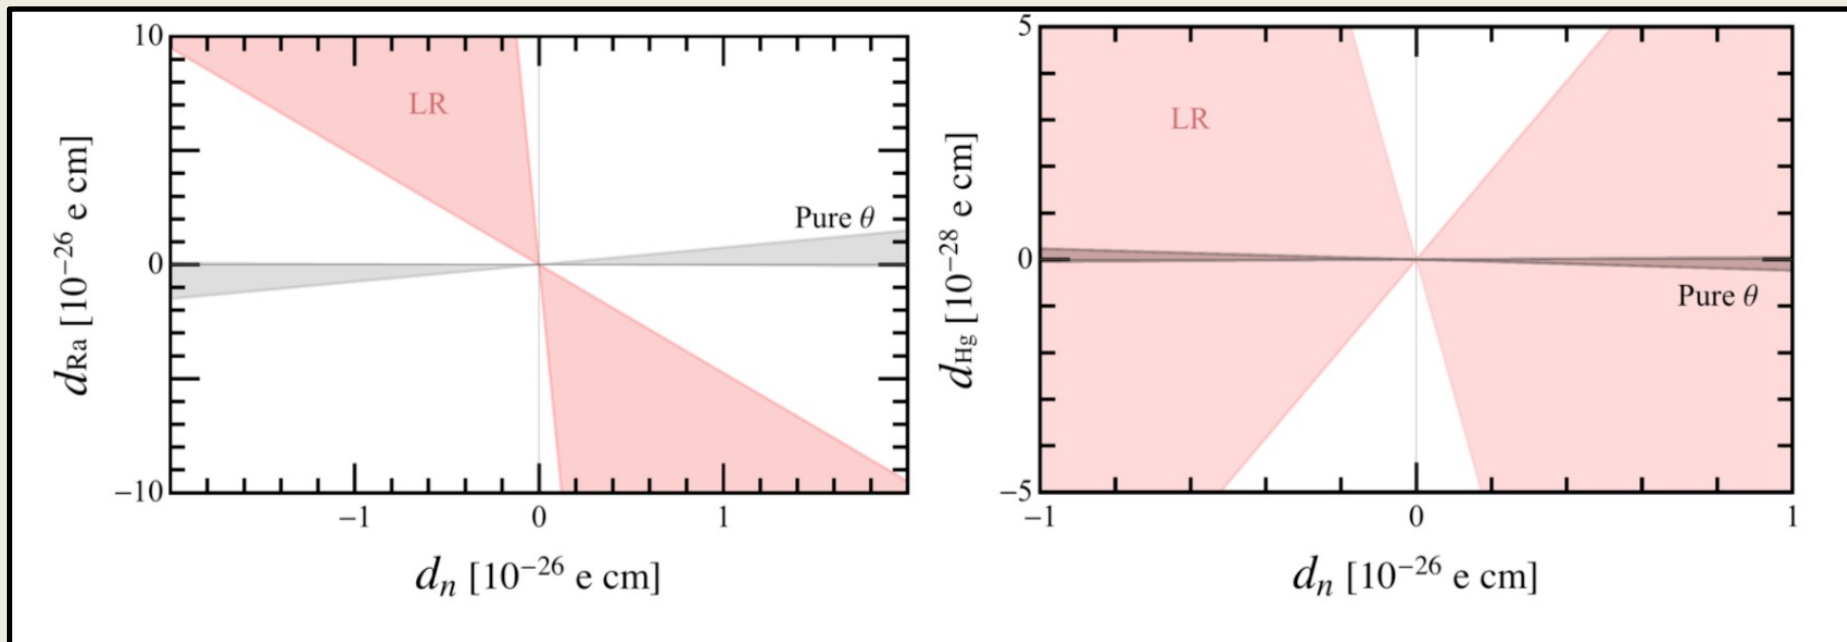 10
LR
Pure θ
0
−10
−1
0
1
d_Ra [10^−26 e cm]
d_n [10^−26 e cm]
5
LR
0
Pure θ
−5
−1
0
1
d_Hg [10^−28 e cm]
d_n [10^−26 e cm]